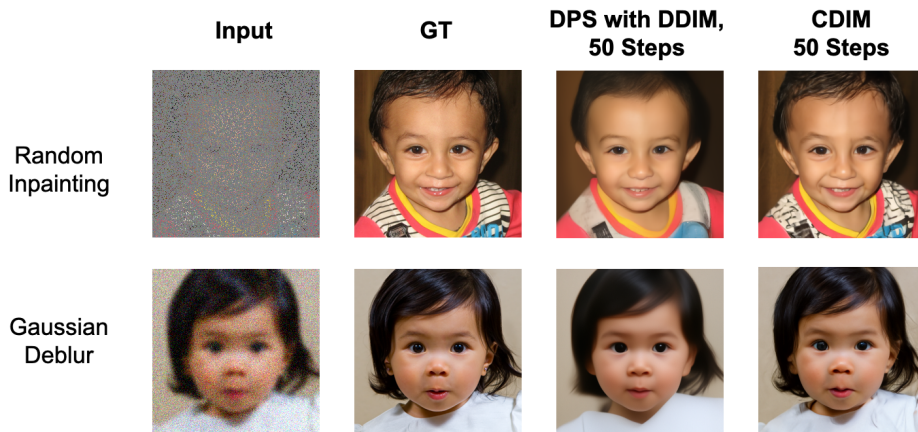 Input
GT
DPS with DDIM,
50 Steps
CDIM
50 Steps
Random
Inpainting
Gaussian
Deblur